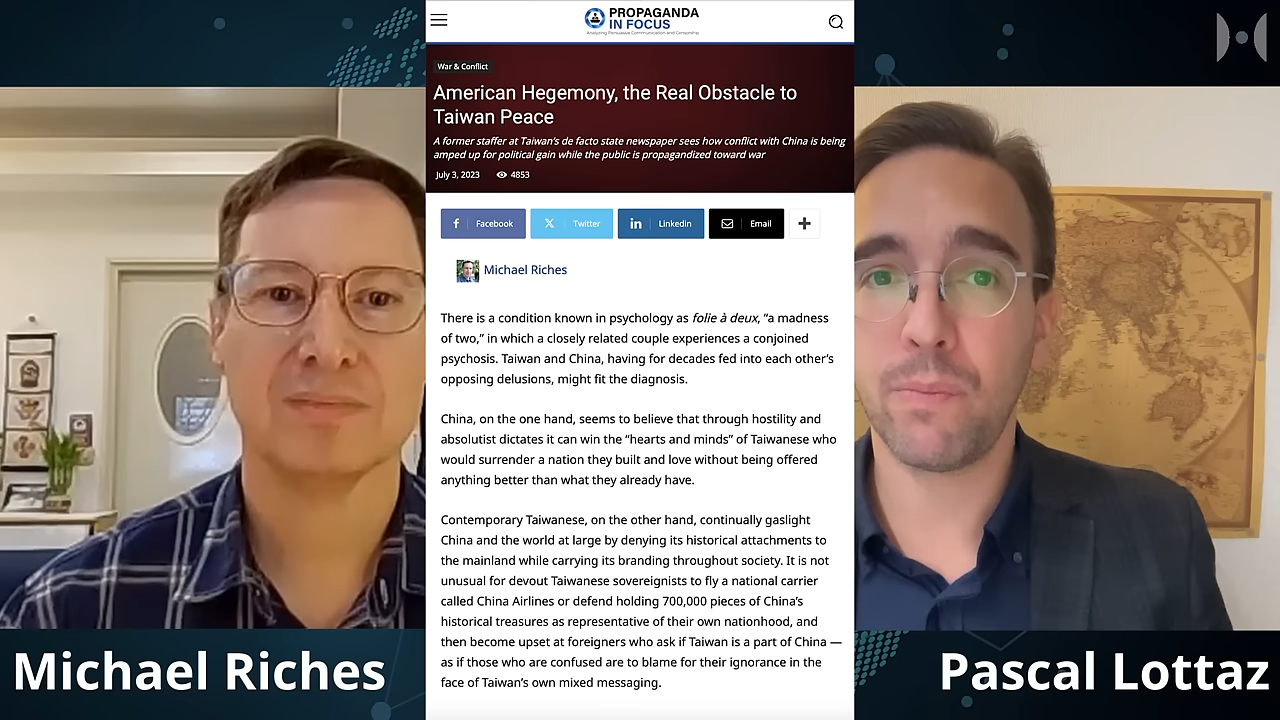 PROPAGANDA
IN FOCUS
Analyzing Persuasive Communication and Censorship
War & Conflict
American Hegemony, the Real Obstacle to
Taiwan Peace
A former staffer at Taiwan's de facto state newspaper sees how conflict with China is being
amped up for political gain while the public is propagandized toward war
July 3, 2023 4853
Facebook Twitter Linkedin Email
Michael Riches
There is a condition known in psychology as folie à deux, “a madness
of two,” in which a closely related couple experiences a conjoined
psychosis. Taiwan and China, having for decades fed into each other’s
opposing delusions, might fit the diagnosis.
China, on the one hand, seems to believe that through hostility and
absolutist dictates it can win the “hearts and minds” of Taiwanese who
would surrender a nation they built and love without being offered
anything better than what they already have.
Contemporary Taiwanese, on the other hand, continually gaslight
China and the world at large by denying its historical attachments to
the mainland while carrying its branding throughout society. It is not
unusual for devout Taiwanese sovereignists to fly a national carrier
called China Airlines or defend holding 700,000 pieces of China’s
historical treasures as representative of their own nationhood, and
then become upset at foreigners who ask if Taiwan is a part of China —
as if those who are confused are to blame for their ignorance in the
face of Taiwan’s own mixed messaging.
Michael Riches
Pascal Lottaz